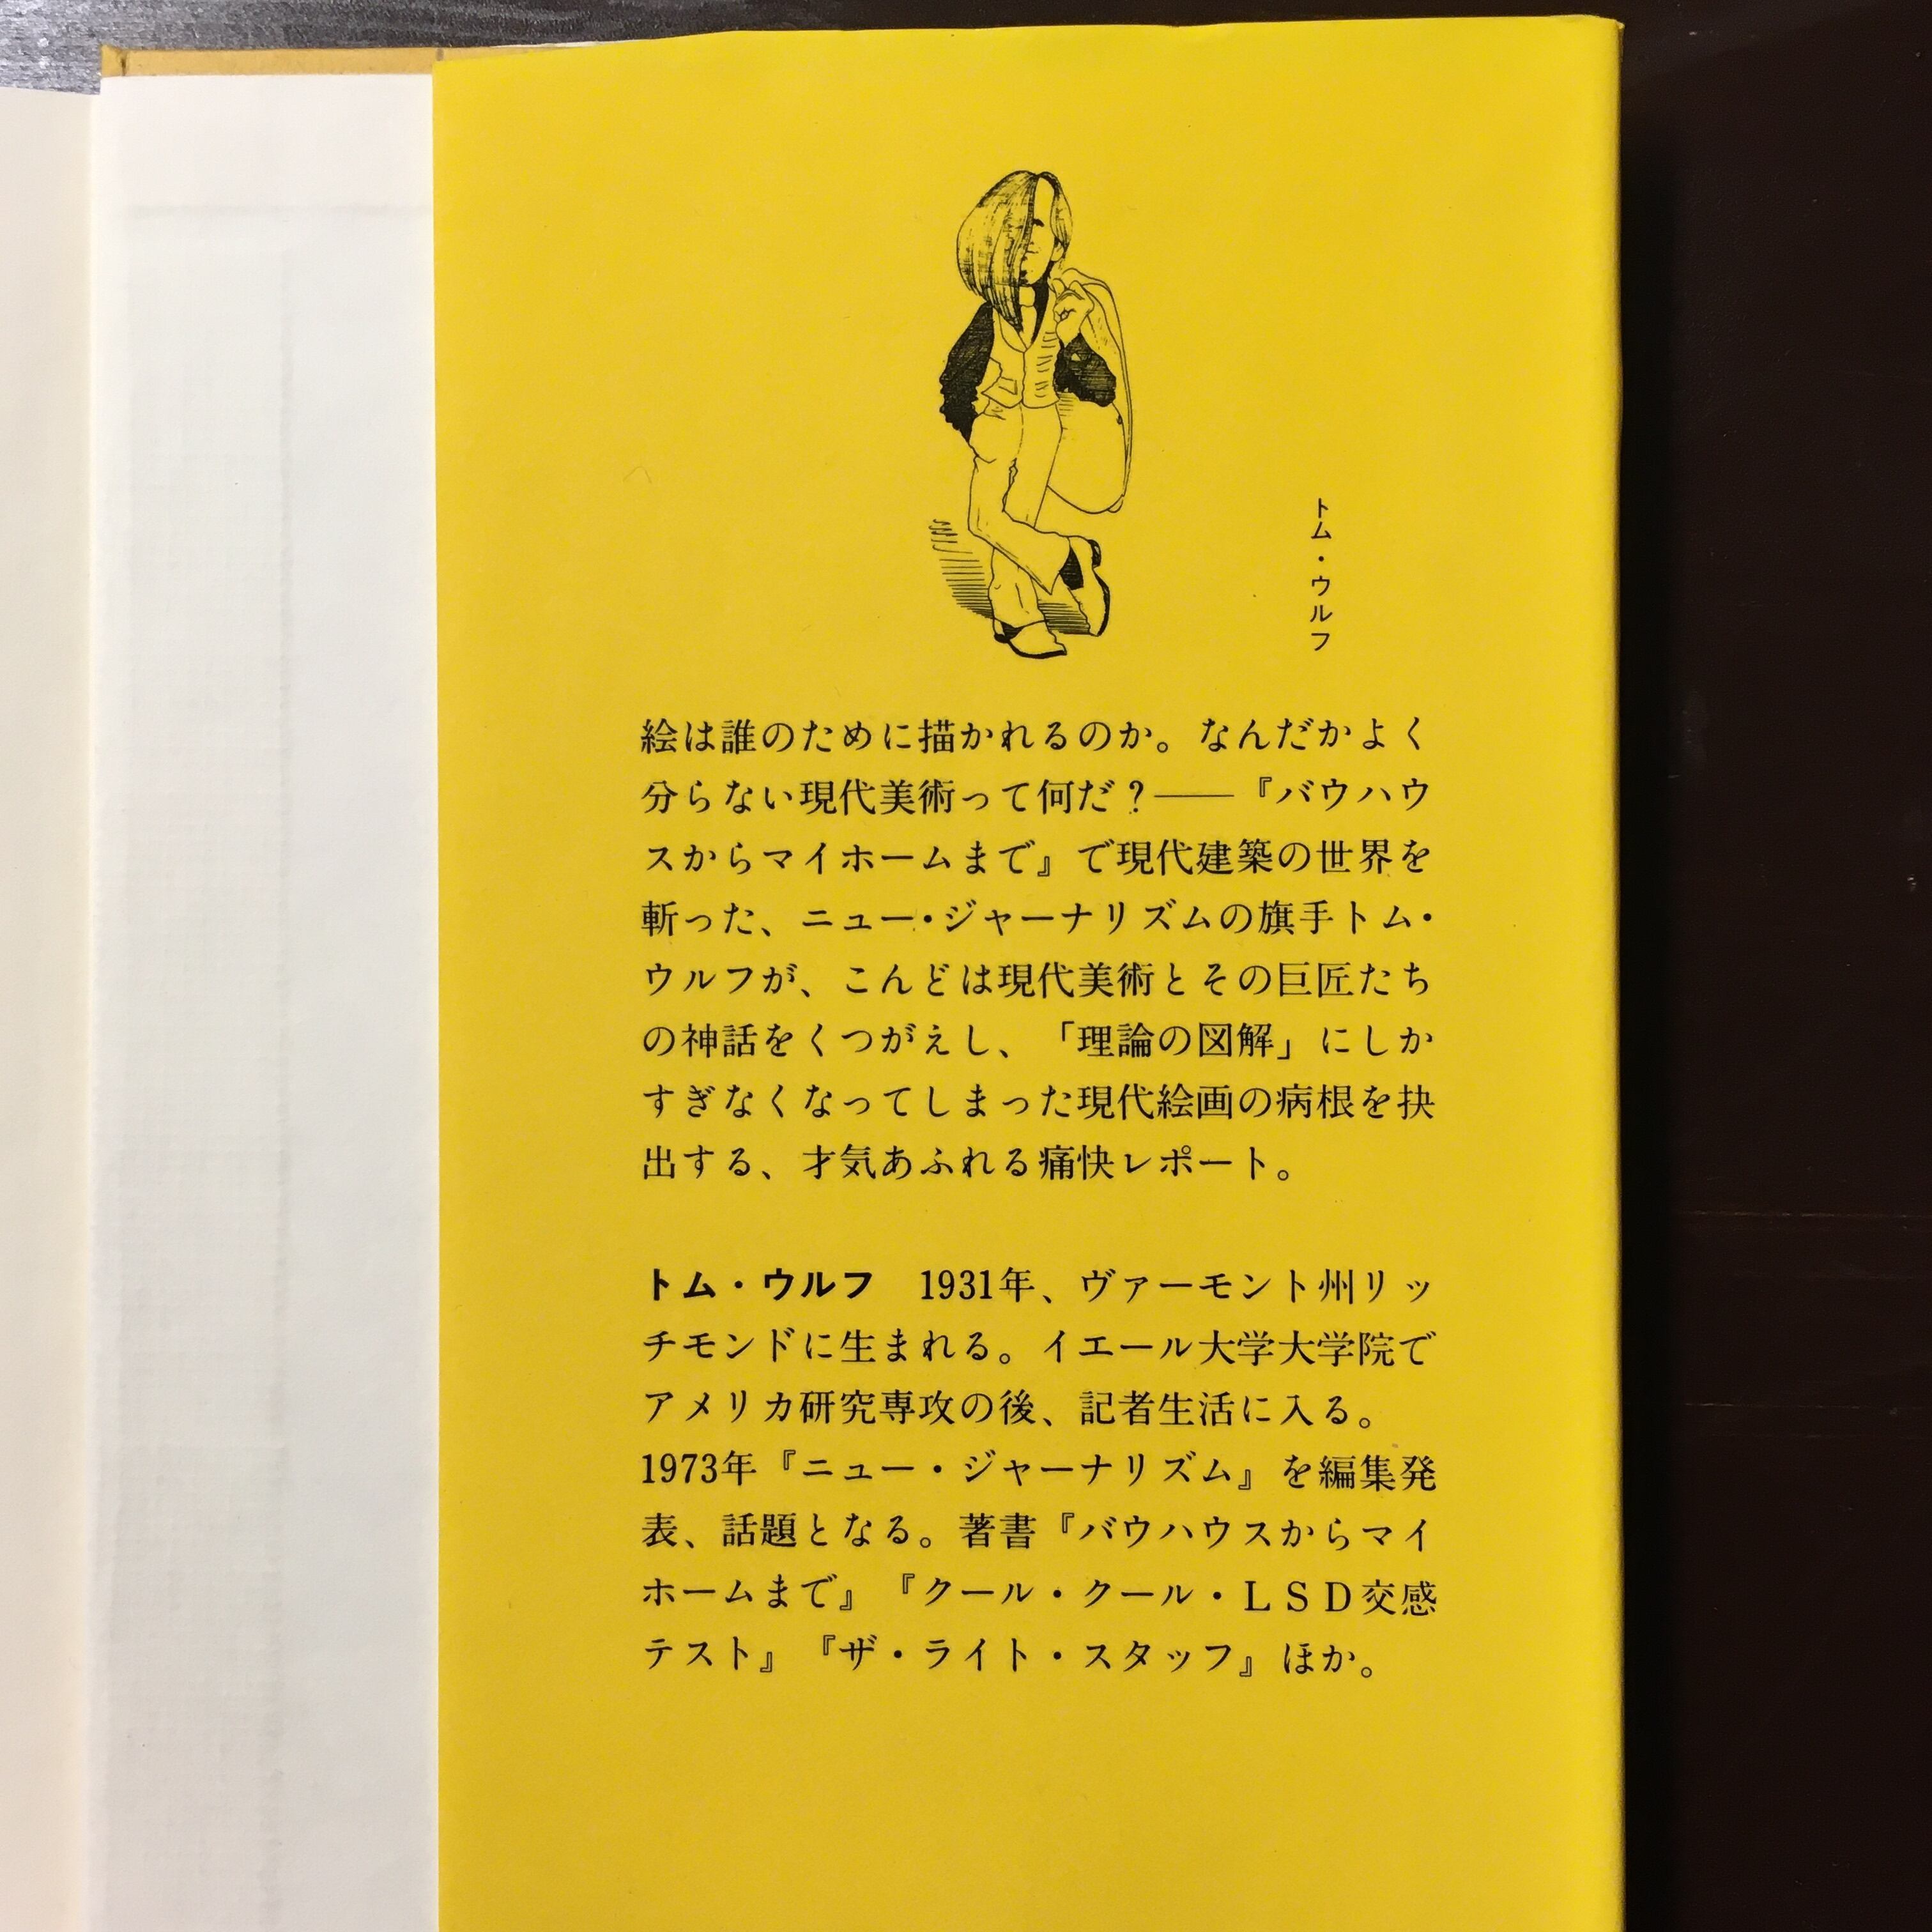 トム・ウルフ
絵は誰のために描かれるのか。なんだかよく
分らない現代美術って何だ？――『バウハウ
スからマイホームまで』で現代建築の世界を
斬った、ニュー・ジャーナリズムの旗手トム・
ウルフが、こんどは現代美術とその巨匠たち
の神話をくつがえし、「理論の図解」にしか
すぎなくなってしまった現代絵画の病根を抉
出する、才気あふれる痛快レポート。
トム・ウルフ　1931年、ヴァーモント州リッ
チモンドに生まれる。イエール大学大学院で
アメリカ研究専攻の後、記者生活に入る。
1973年『ニュー・ジャーナリズム』を編集発
表、話題となる。著書『バウハウスからマイ
ホームまで』『クール・クール・ＬＳＤ交感
テスト』『ザ・ライト・スタッフ』ほか。